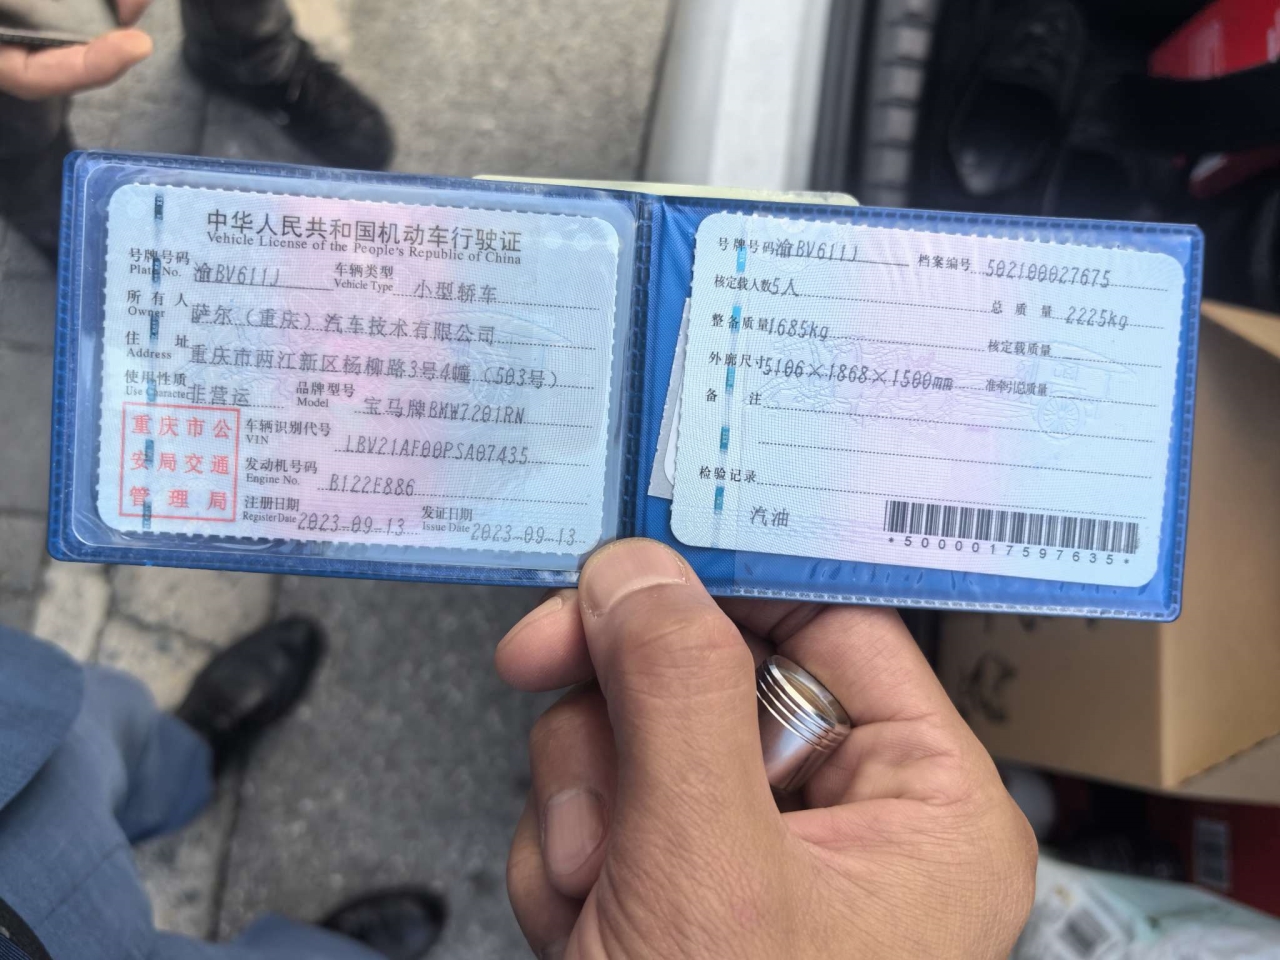 中华人民共和国机动车行驶证
Vehicle License of the People's Republic of China
号牌号码 渝BV611J 车辆类型 小型轿车
Plate No. Vehicle Type
所有人 萨尔（重庆）汽车技术有限公司
Owner
住址 重庆市两江新区杨柳路3号4幢（503号）
Address
使用性质 非营运 品牌型号 宝马牌BMW7201RN
Use Character Model
重庆市公
安局交通
管理局
车辆识别代号 LBV21AF00PSA07435
VIN
发动机号码 B122E886
Engine No.
注册日期 2023-09-13 发证日期 2023-09-13
Register Date Issue Date
号牌号码 渝BV611J 档案编号 502100027675
核定载人数 5人 总质量 2225kg
整备质量 1685kg 核定载质量
外廓尺寸 5106×1868×1500mm 准牵引总质量
备注
检验记录
汽油
*5000017597635*